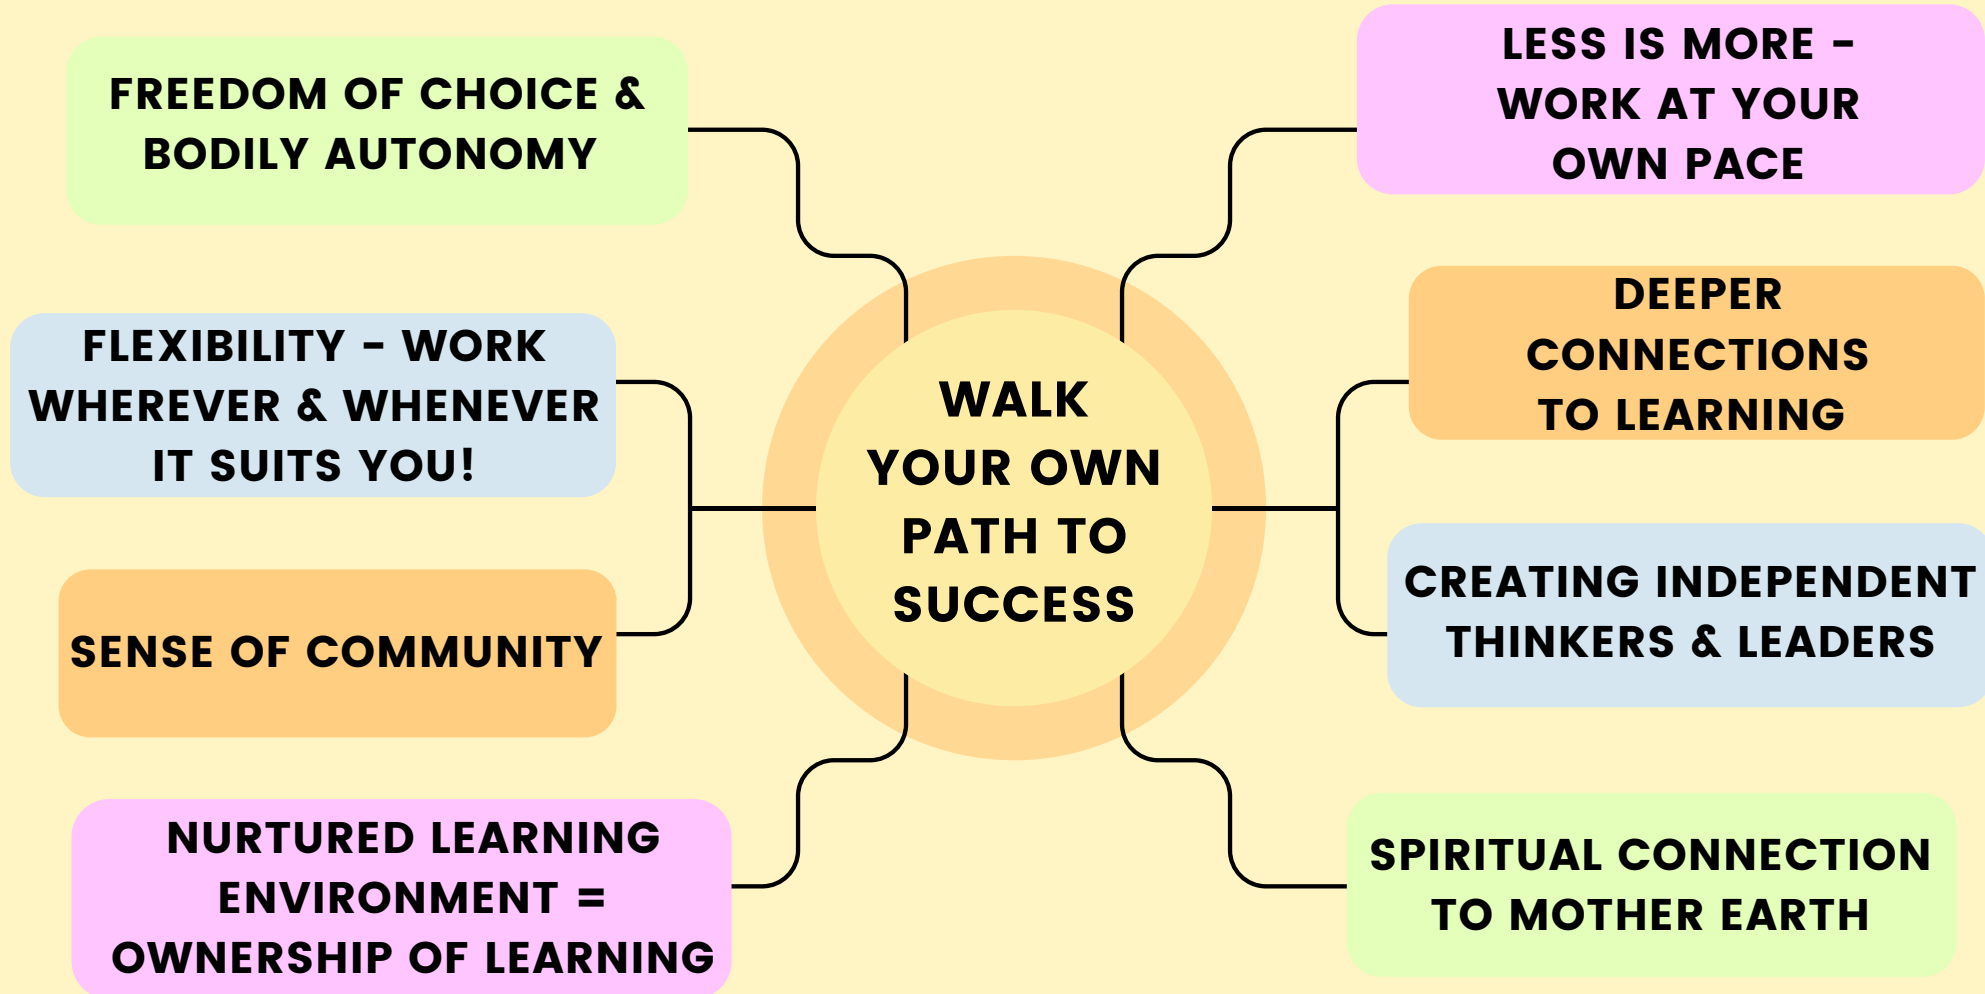 FREEDOM OF CHOICE &
BODILY AUTONOMY
FLEXIBILITY - WORK
WHEREVER & WHENEVER
IT SUITS YOU!
SENSE OF COMMUNITY
NURTURED LEARNING
ENVIRONMENT =
OWNERSHIP OF LEARNING
WALK
YOUR OWN
PATH TO
SUCCESS
LESS IS MORE -
WORK AT YOUR
OWN PACE
DEEPER
CONNECTIONS
TO LEARNING
CREATING INDEPENDENT
THINKERS & LEADERS
SPIRITUAL CONNECTION
TO MOTHER EARTH